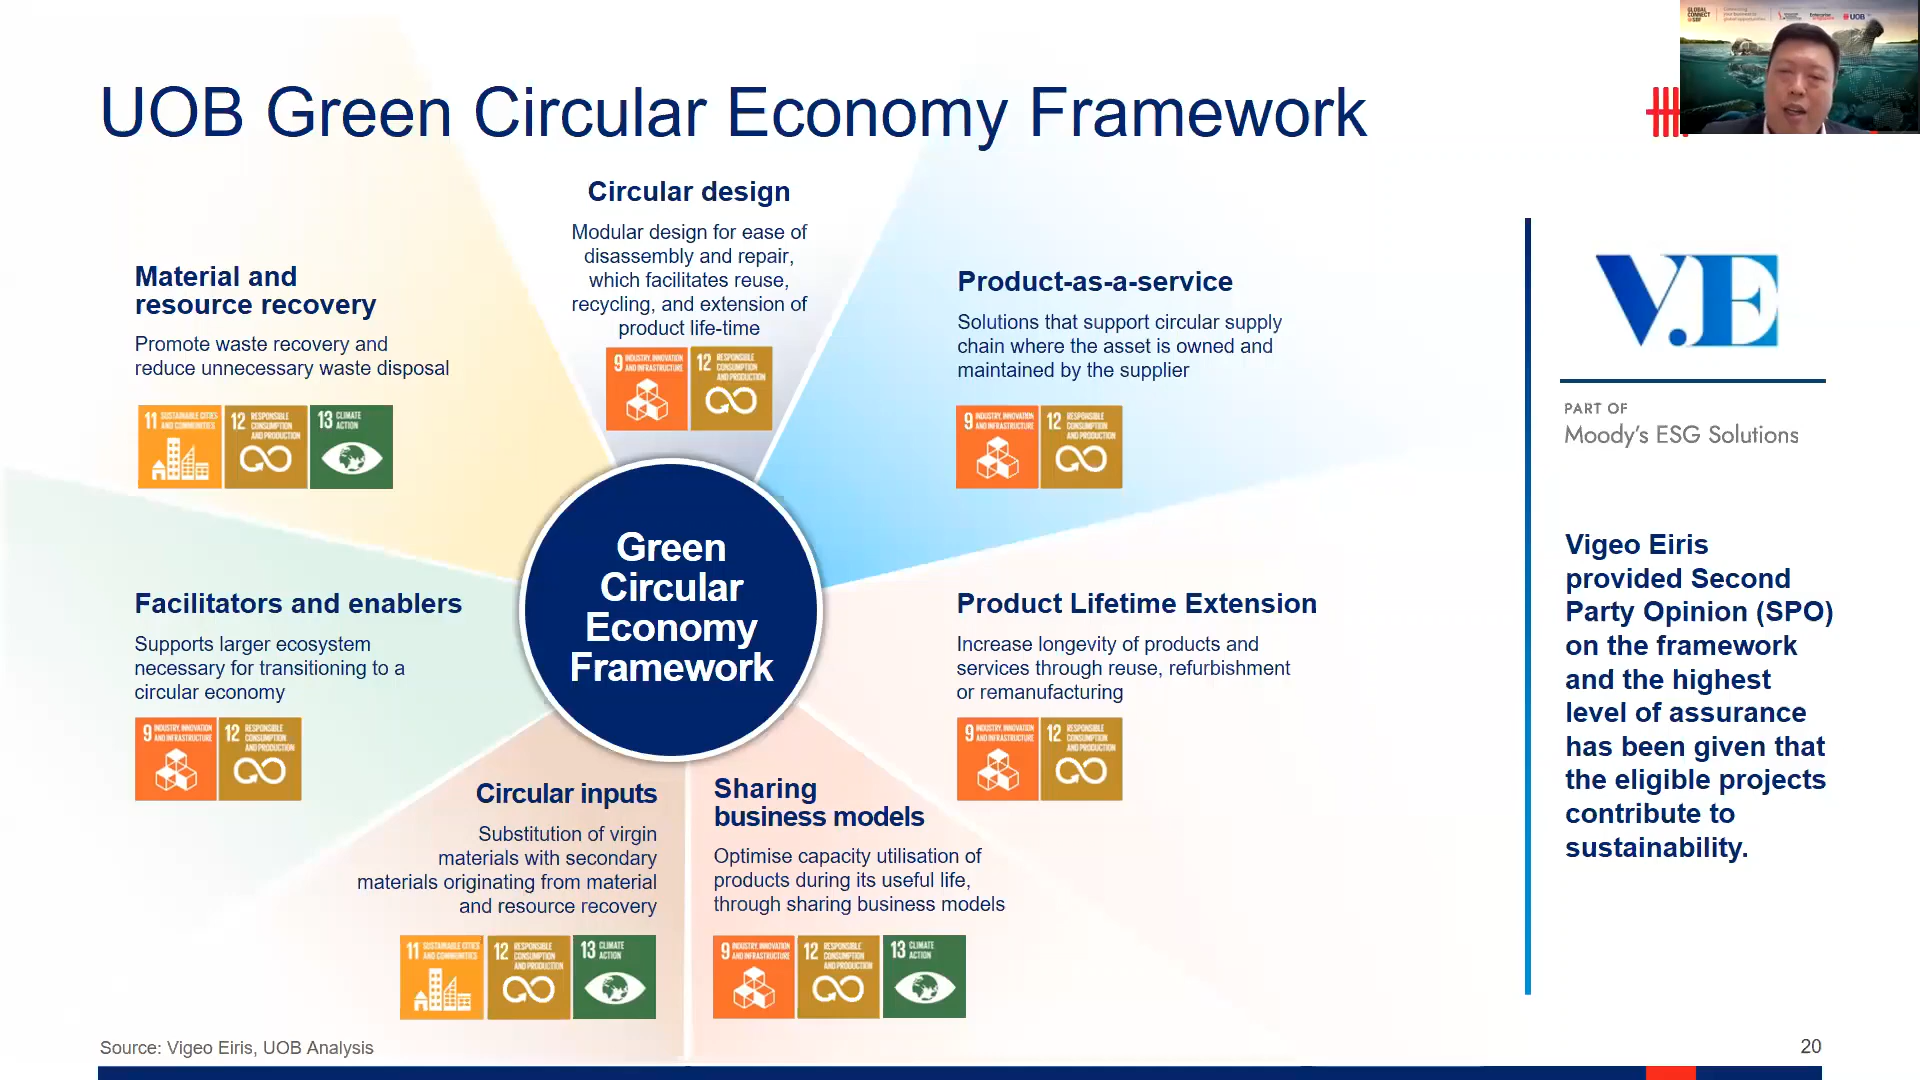 UOB Green Circular Economy Framework
GLOBAL
CONNECT
@SBF
UOB
Circular design
Modular design for ease of
disassembly and repair,
which facilitates reuse,
recycling, and extension of
product life-time
9 INDUSTRY, INNOVATION
AND INFRASTRUCTURE
12 RESPONSIBLE
CONSUMPTION
AND PRODUCTION
Material and
resource recovery
Promote waste recovery and
reduce unnecessary waste disposal
11 SUSTAINABLE CITIES
AND COMMUNITIES
12 RESPONSIBLE
CONSUMPTION
AND PRODUCTION
13 CLIMATE
ACTION
Product-as-a-service
Solutions that support circular supply
chain where the asset is owned and
maintained by the supplier
9 INDUSTRY, INNOVATION
AND INFRASTRUCTURE
12 RESPONSIBLE
CONSUMPTION
AND PRODUCTION
Green
Circular
Economy
Framework
Facilitators and enablers
Supports larger ecosystem
necessary for transitioning to a
circular economy
9 INDUSTRY, INNOVATION
AND INFRASTRUCTURE
12 RESPONSIBLE
CONSUMPTION
AND PRODUCTION
Product Lifetime Extension
Increase longevity of products and
services through reuse, refurbishment
or remanufacturing
9 INDUSTRY, INNOVATION
AND INFRASTRUCTURE
12 RESPONSIBLE
CONSUMPTION
AND PRODUCTION
Circular inputs
Substitution of virgin
materials with secondary
materials originating from material
and resource recovery
11 SUSTAINABLE CITIES
AND COMMUNITIES
12 RESPONSIBLE
CONSUMPTION
AND PRODUCTION
13 CLIMATE
ACTION
Sharing
business models
Optimise capacity utilisation of
products during its useful life,
through sharing business models
9 INDUSTRY, INNOVATION
AND INFRASTRUCTURE
12 RESPONSIBLE
CONSUMPTION
AND PRODUCTION
13 CLIMATE
ACTION
V.E
PART OF
Moody's ESG Solutions
Vigeo Eiris
provided Second
Party Opinion (SPO)
on the framework
and the highest
level of assurance
has been given that
the eligible projects
contribute to
sustainability.
Source: Vigeo Eiris, UOB Analysis
20